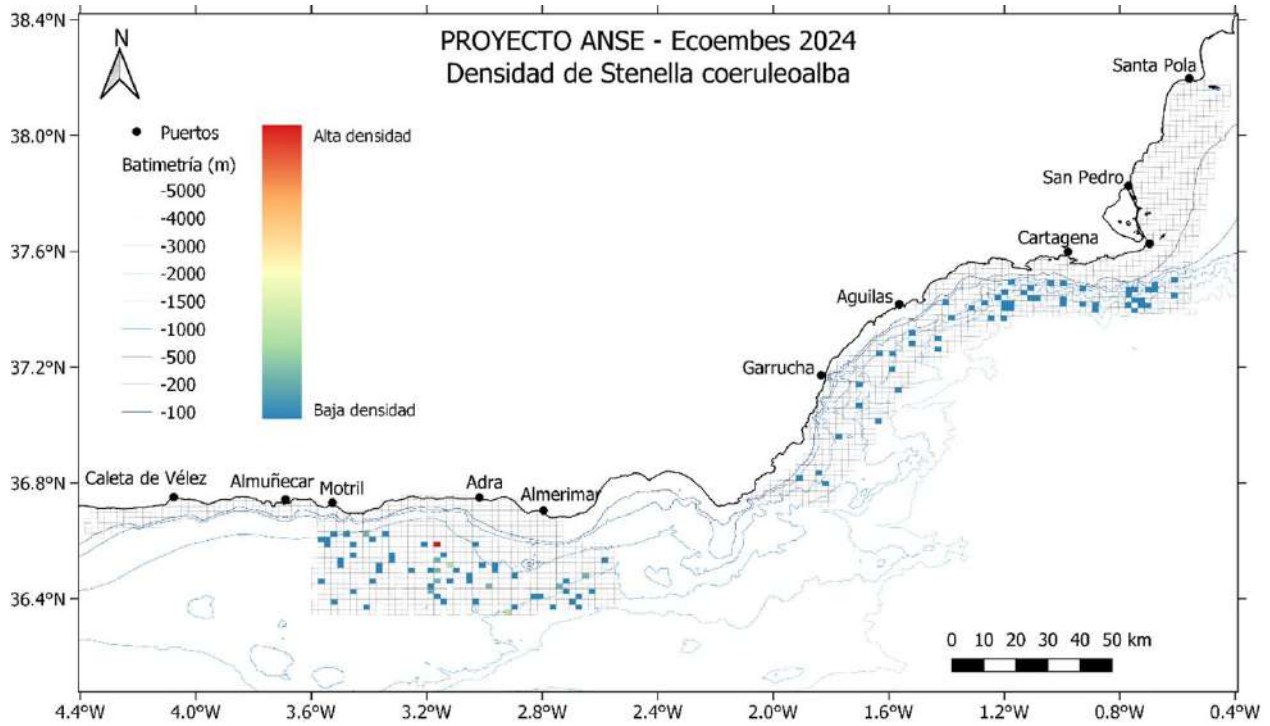 PROYECTO ANSE - Ecoembes 2024
Densidad de Stenella coeruleoalba
N
Puertos
Batimetría (m)
-5000
-4000
-3000
-2000
-1500
-1000
-500
-200
-100
Alta densidad
Baja densidad
Santa Pola
San Pedro
Cartagena
Aguilas
Garrucha
Caleta de Vélez
Almuñecar
Motril
Adra
Almerimar
38.4°N
38.0°N
37.6°N
37.2°N
36.8°N
36.4°N
0 10 20 30 40 50 km
4.4°W 4.0°W 3.6°W 3.2°W 2.8°W 2.4°W 2.0°W 1.6°W 1.2°W 0.8°W 0.4°W